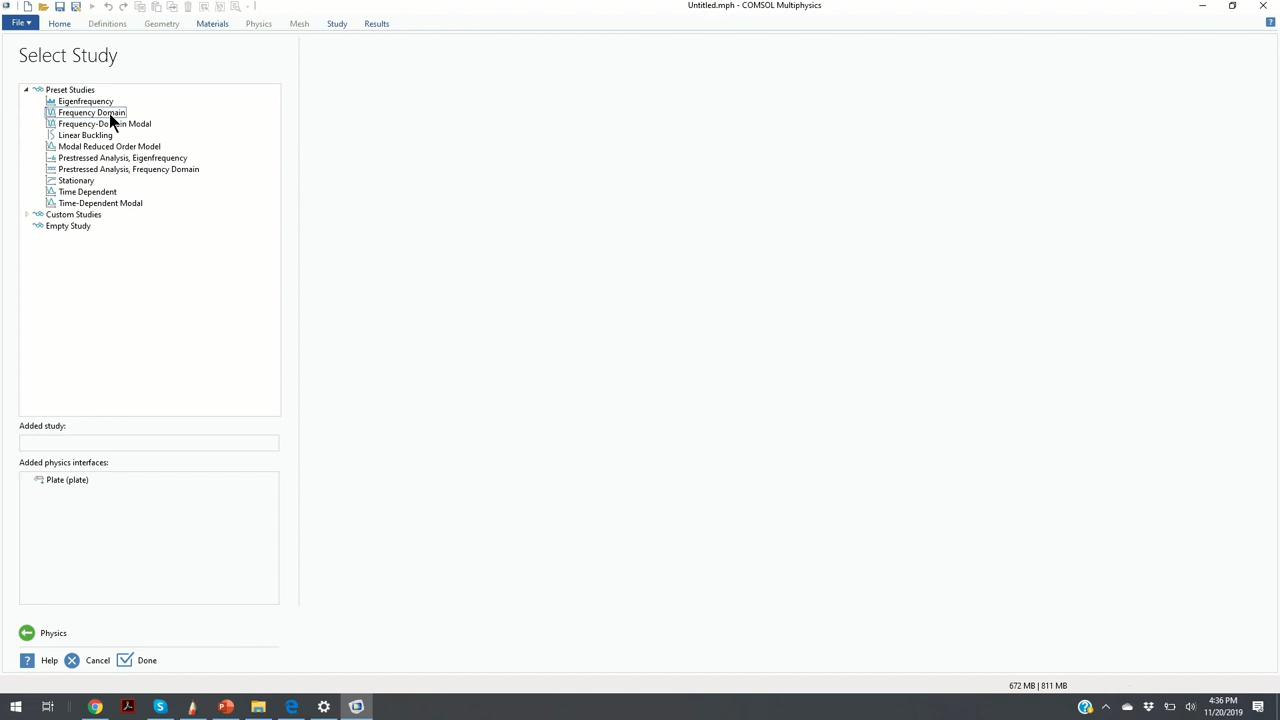 Untitled.mph - COMSOL Multiphysics
File Home Definitions Geometry Materials Physics Mesh Study Results
Select Study
Preset Studies
Eigenfrequency
Frequency Domain
Frequency-Domain Modal
Linear Buckling
Modal Reduced Order Model
Prestressed Analysis, Eigenfrequency
Prestressed Analysis, Frequency Domain
Stationary
Time Dependent
Time-Dependent Modal
Custom Studies
Empty Study
Added study:
Added physics interfaces:
Plate (plate)
Physics
Help Cancel Done
672 MB | 811 MB
4:36 PM
11/20/2019